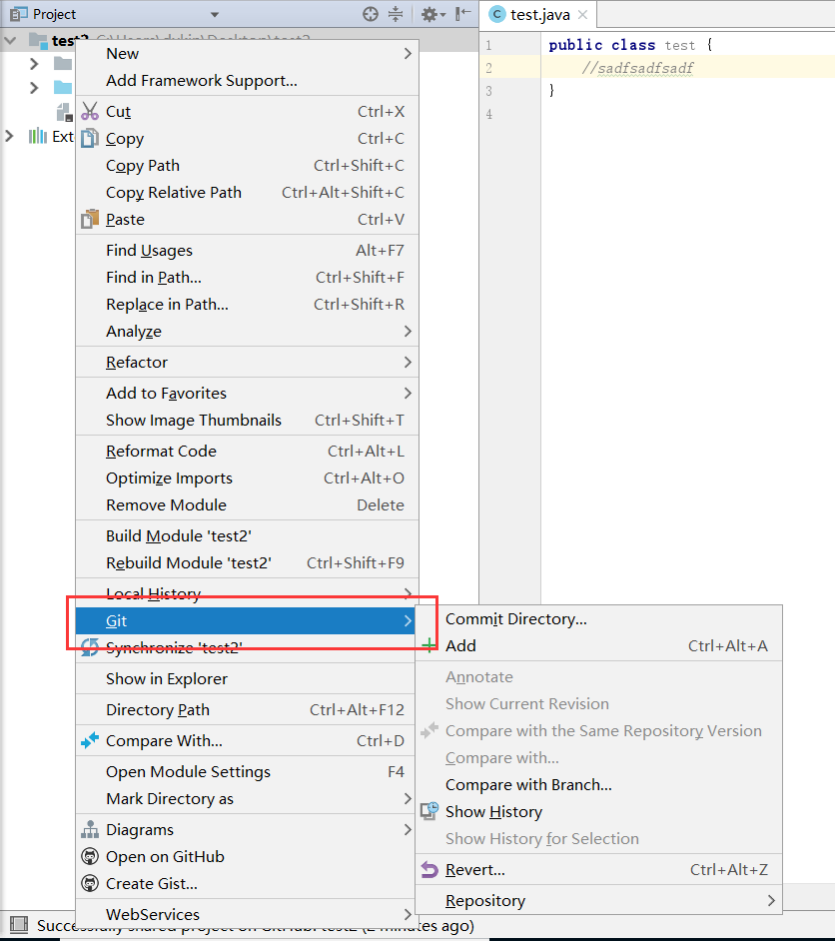 Project
test.java
test2 C:\Users\dykin\Desktop\test2
1 public class test {
2 //sadfsadfsadf
3 }
4
Ext
New
Add Framework Support...
Cut Ctrl+X
Copy Ctrl+C
Copy Path Ctrl+Shift+C
Copy Relative Path Ctrl+Alt+Shift+C
Paste Ctrl+V
Find Usages Alt+F7
Find in Path... Ctrl+Shift+F
Replace in Path... Ctrl+Shift+R
Analyze
Refactor
Add to Favorites
Show Image Thumbnails Ctrl+Shift+T
Reformat Code Ctrl+Alt+L
Optimize Imports Ctrl+Alt+O
Remove Module Delete
Build Module 'test2'
Rebuild Module 'test2' Ctrl+Shift+F9
Local History
Git
Synchronize 'test2'
Show in Explorer
Directory Path Ctrl+Alt+F12
Compare With... Ctrl+D
Open Module Settings F4
Mark Directory as
Diagrams
Open on GitHub
Create Gist...
WebServices
Commit Directory...
Add Ctrl+Alt+A
Annotate
Show Current Revision
Compare with the Same Repository Version
Compare with...
Compare with Branch...
Show History
Show History for Selection
Revert... Ctrl+Alt+Z
Repository
Successfully shared project on GitHub: test2 (2 minutes ago)